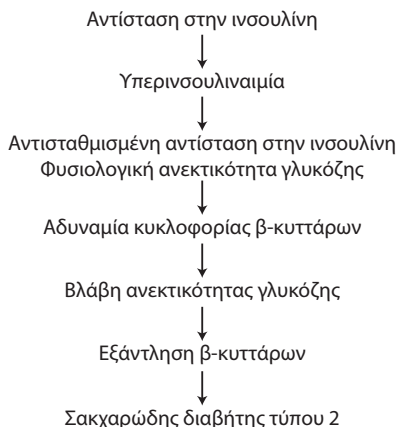 Αντίσταση στην ινσουλίνη
Υπερινσουλιναιμία
Αντισταθμισμένη αντίσταση στην ινσουλίνη
Φυσιολογική ανεκτικότητα γλυκόζης
Αδυναμία κυκλοφορίας β-κυττάρων
Βλάβη ανεκτικότητας γλυκόζης
Εξάντληση β-κυττάρων
Σακχαρώδης διαβήτης τύπου 2